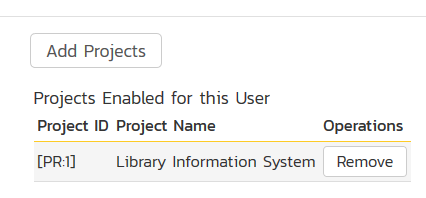 Add Projects
Projects Enabled for this User
Project ID Project Name Operations
[PR:1] Library Information System Remove